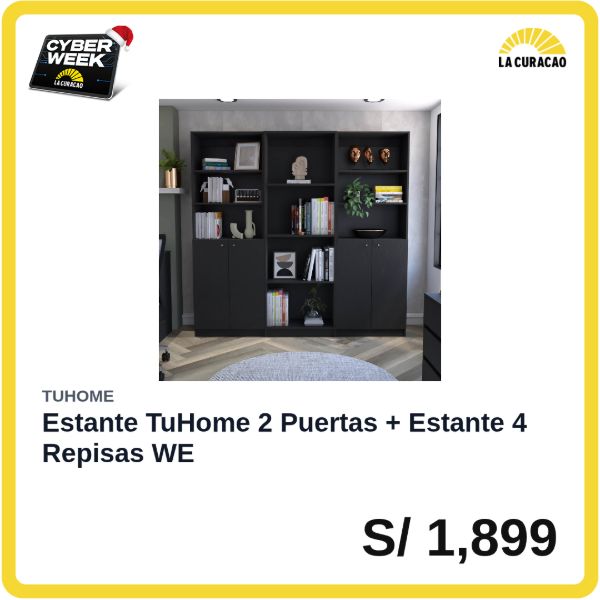 CYBER
WEEK
LA CURACAO
LA CURACAO
TUHOME
Estante TuHome 2 Puertas + Estante 4
Repisas WE
S/ 1,899